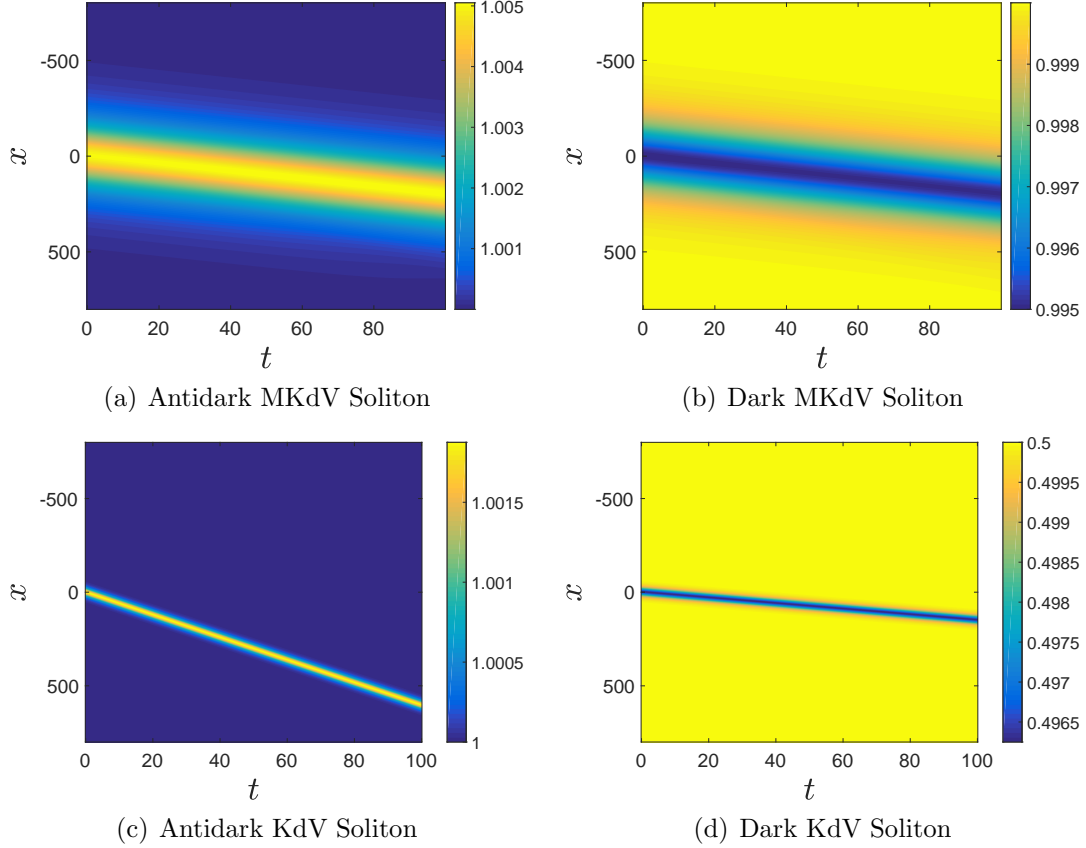 1.005
1.004
1.003
1.002
1.001
-500
0
500
x
0 20 40 60 80
t
(a) Antidark MKdV Soliton
0.999
0.998
0.997
0.996
0.995
-500
0
500
x
0 20 40 60 80
t
(b) Dark MKdV Soliton
1.0015
1.001
1.0005
1
-500
0
500
x
0 20 40 60 80 100
t
(c) Antidark KdV Soliton
0.5
0.4995
0.499
0.4985
0.498
0.4975
0.497
0.4965
-500
0
500
x
0 20 40 60 80 100
t
(d) Dark KdV Soliton